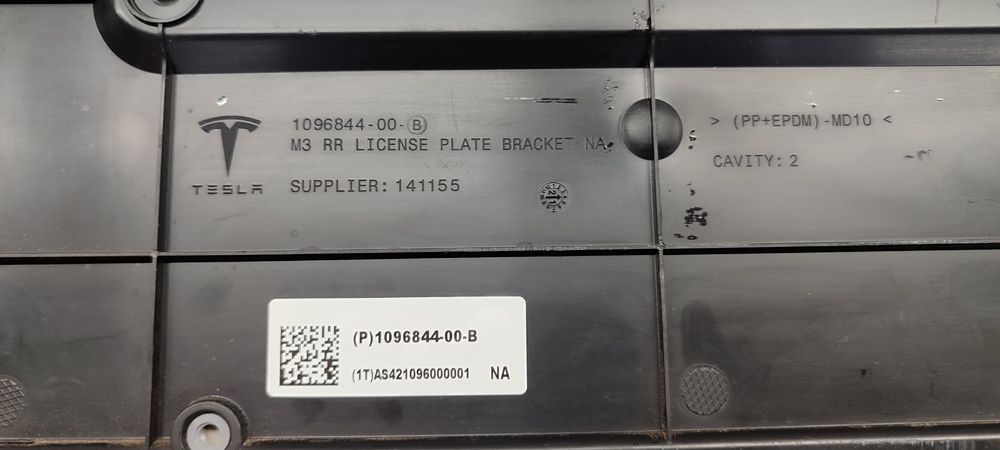 1096844-00-Ⓑ
M3 RR LICENSE PLATE BRACKET NA
TESLA
SUPPLIER: 141155
> (PP+EPDM)-MD10 <
CAVITY: 2
(P)1096844-00-B
(1T)AS421096000001 NA